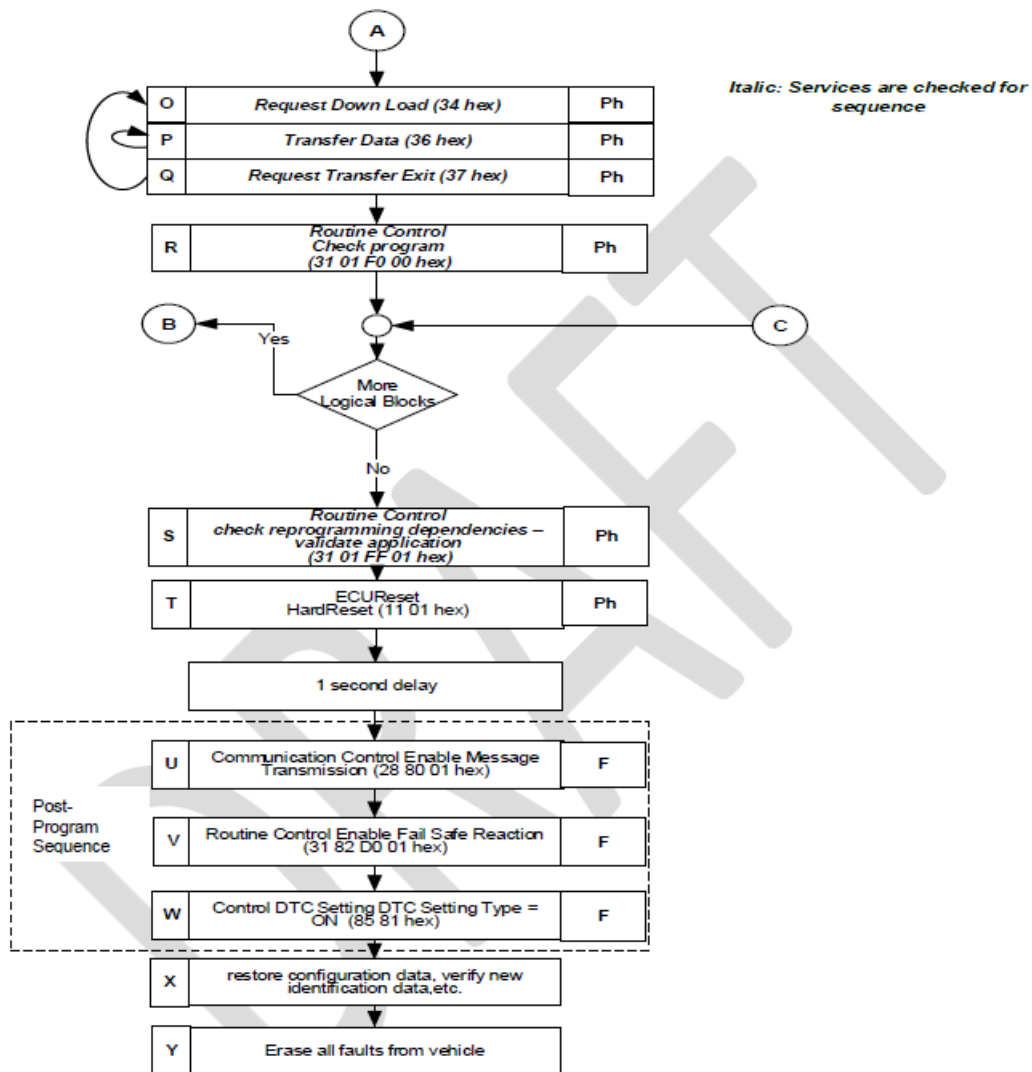 A
Italic: Services are checked for
sequence
O Request Down Load (34 hex) Ph
P Transfer Data (36 hex) Ph
Q Request Transfer Exit (37 hex) Ph
R Routine Control
Check program
(31 01 F0 00 hex) Ph
B
C
Yes
More
Logical Blocks
No
S Routine Control
check reprogramming dependencies –
validate application
(31 01 FF 01 hex) Ph
T ECUReset
HardReset (11 01 hex) Ph
1 second delay
Post-
Program
Sequence
U Communication Control Enable Message
Transmission (28 80 01 hex) F
V Routine Control Enable Fail Safe Reaction
(31 82 D0 01 hex) F
W Control DTC Setting DTC Setting Type =
ON (85 81 hex) F
X restore configuration data, verify new
identification data,etc.
Y Erase all faults from vehicle
DRAFT